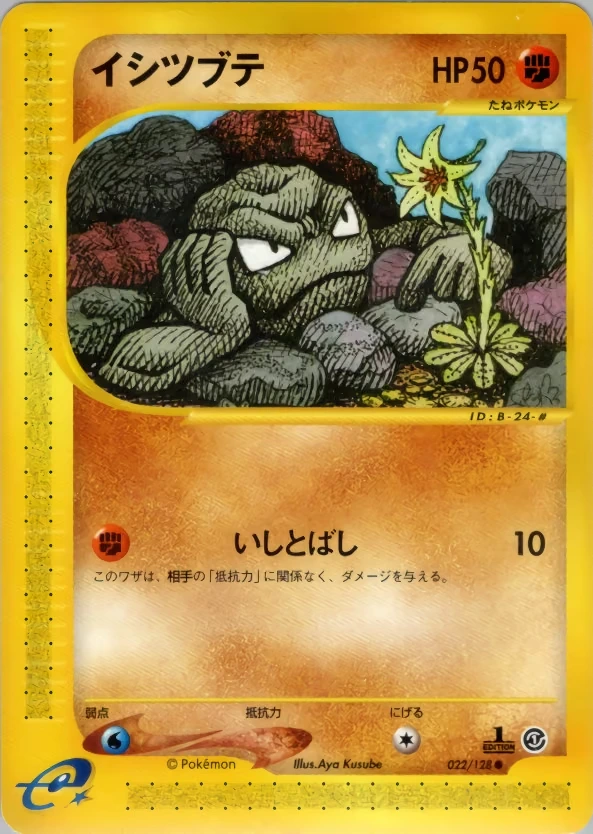 イシツブテ HP50
たねポケモン
ID:B-24-#
いしとばし 10
このワザは、相手の「抵抗力」に関係なく、ダメージを与える。
弱点 抵抗力 にげる
1
EDITION
© Pokémon Illus.Aya Kusube 022/128 ●
e